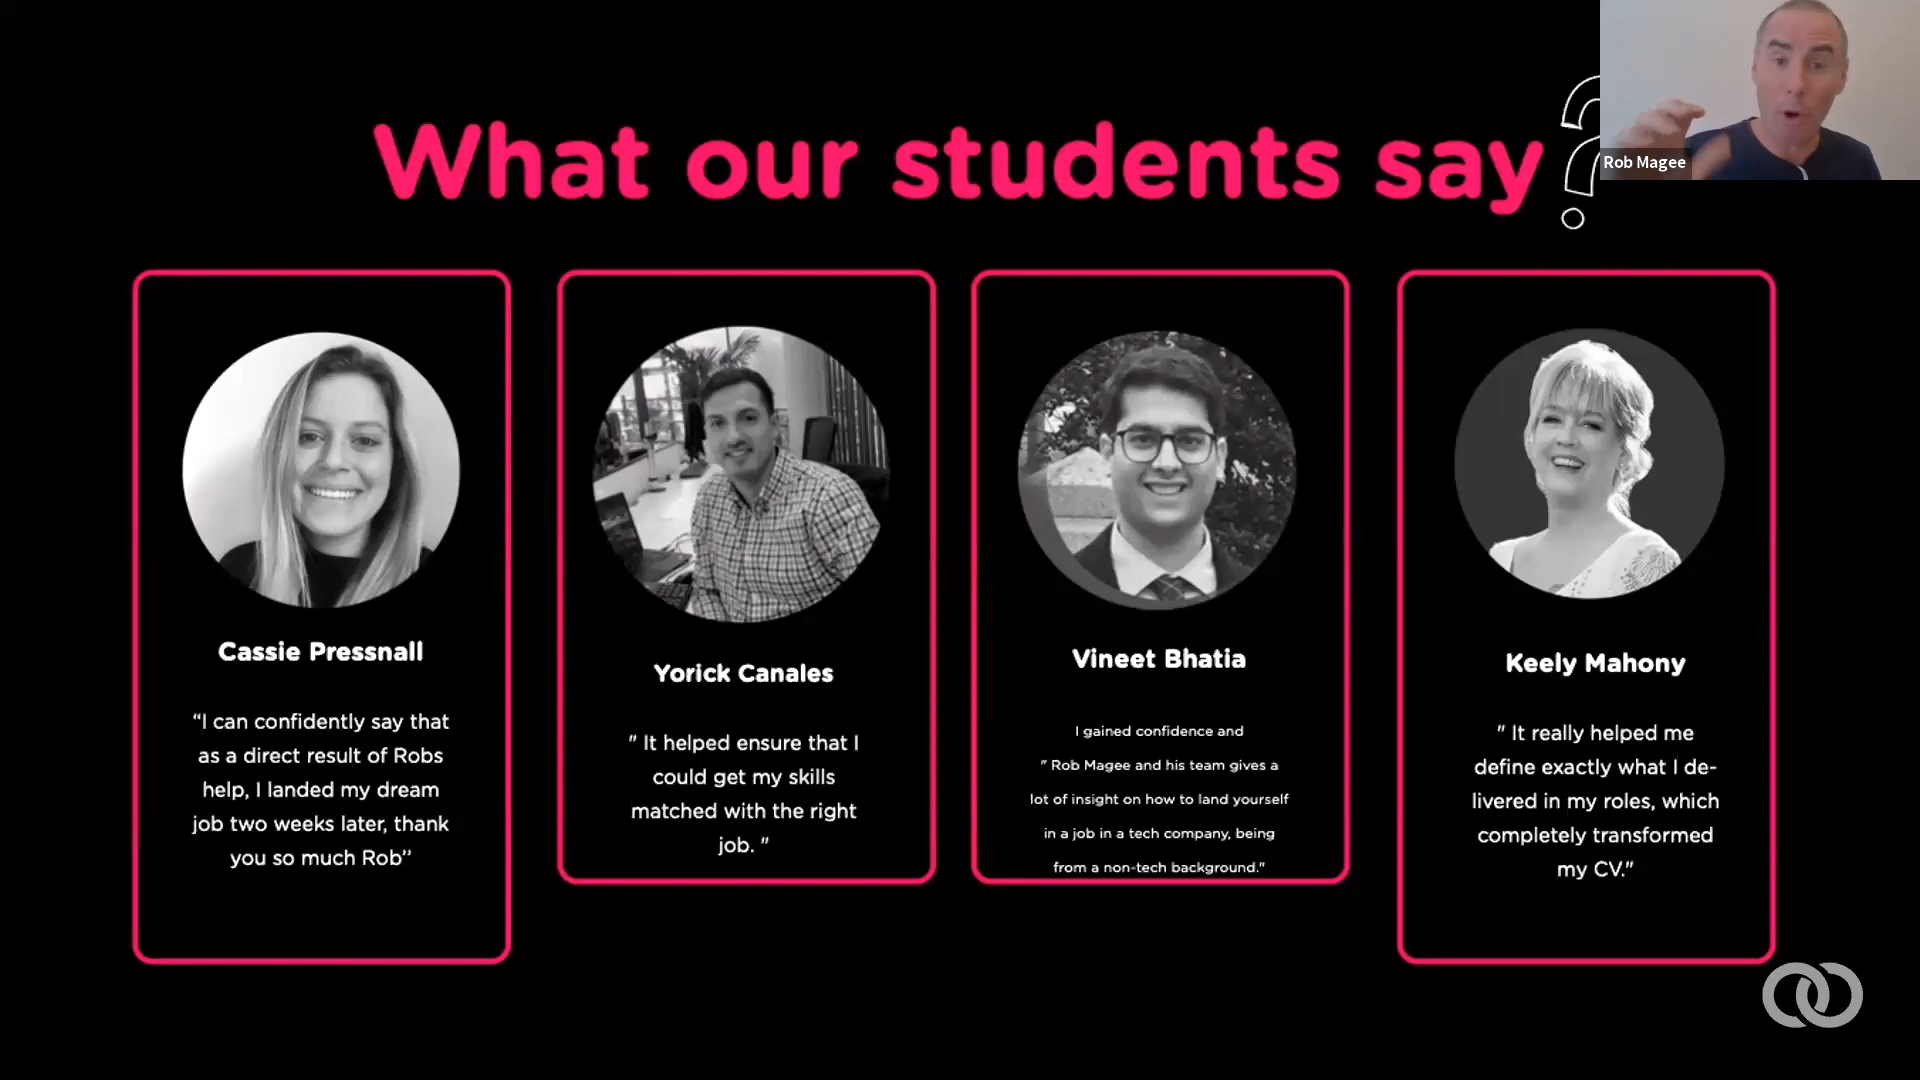 What our students say?
Rob Magee
Cassie Pressnall
“I can confidently say that
as a direct result of Robs
help, I landed my dream
job two weeks later, thank
you so much Rob”
Yorick Canales
" It helped ensure that I
could get my skills
matched with the right
job. "
Vineet Bhatia
I gained confidence and
" Rob Magee and his team gives a
lot of insight on how to land yourself
in a job in a tech company, being
from a non-tech background."
Keely Mahony
" It really helped me
define exactly what I de-
livered in my roles, which
completely transformed
my CV."